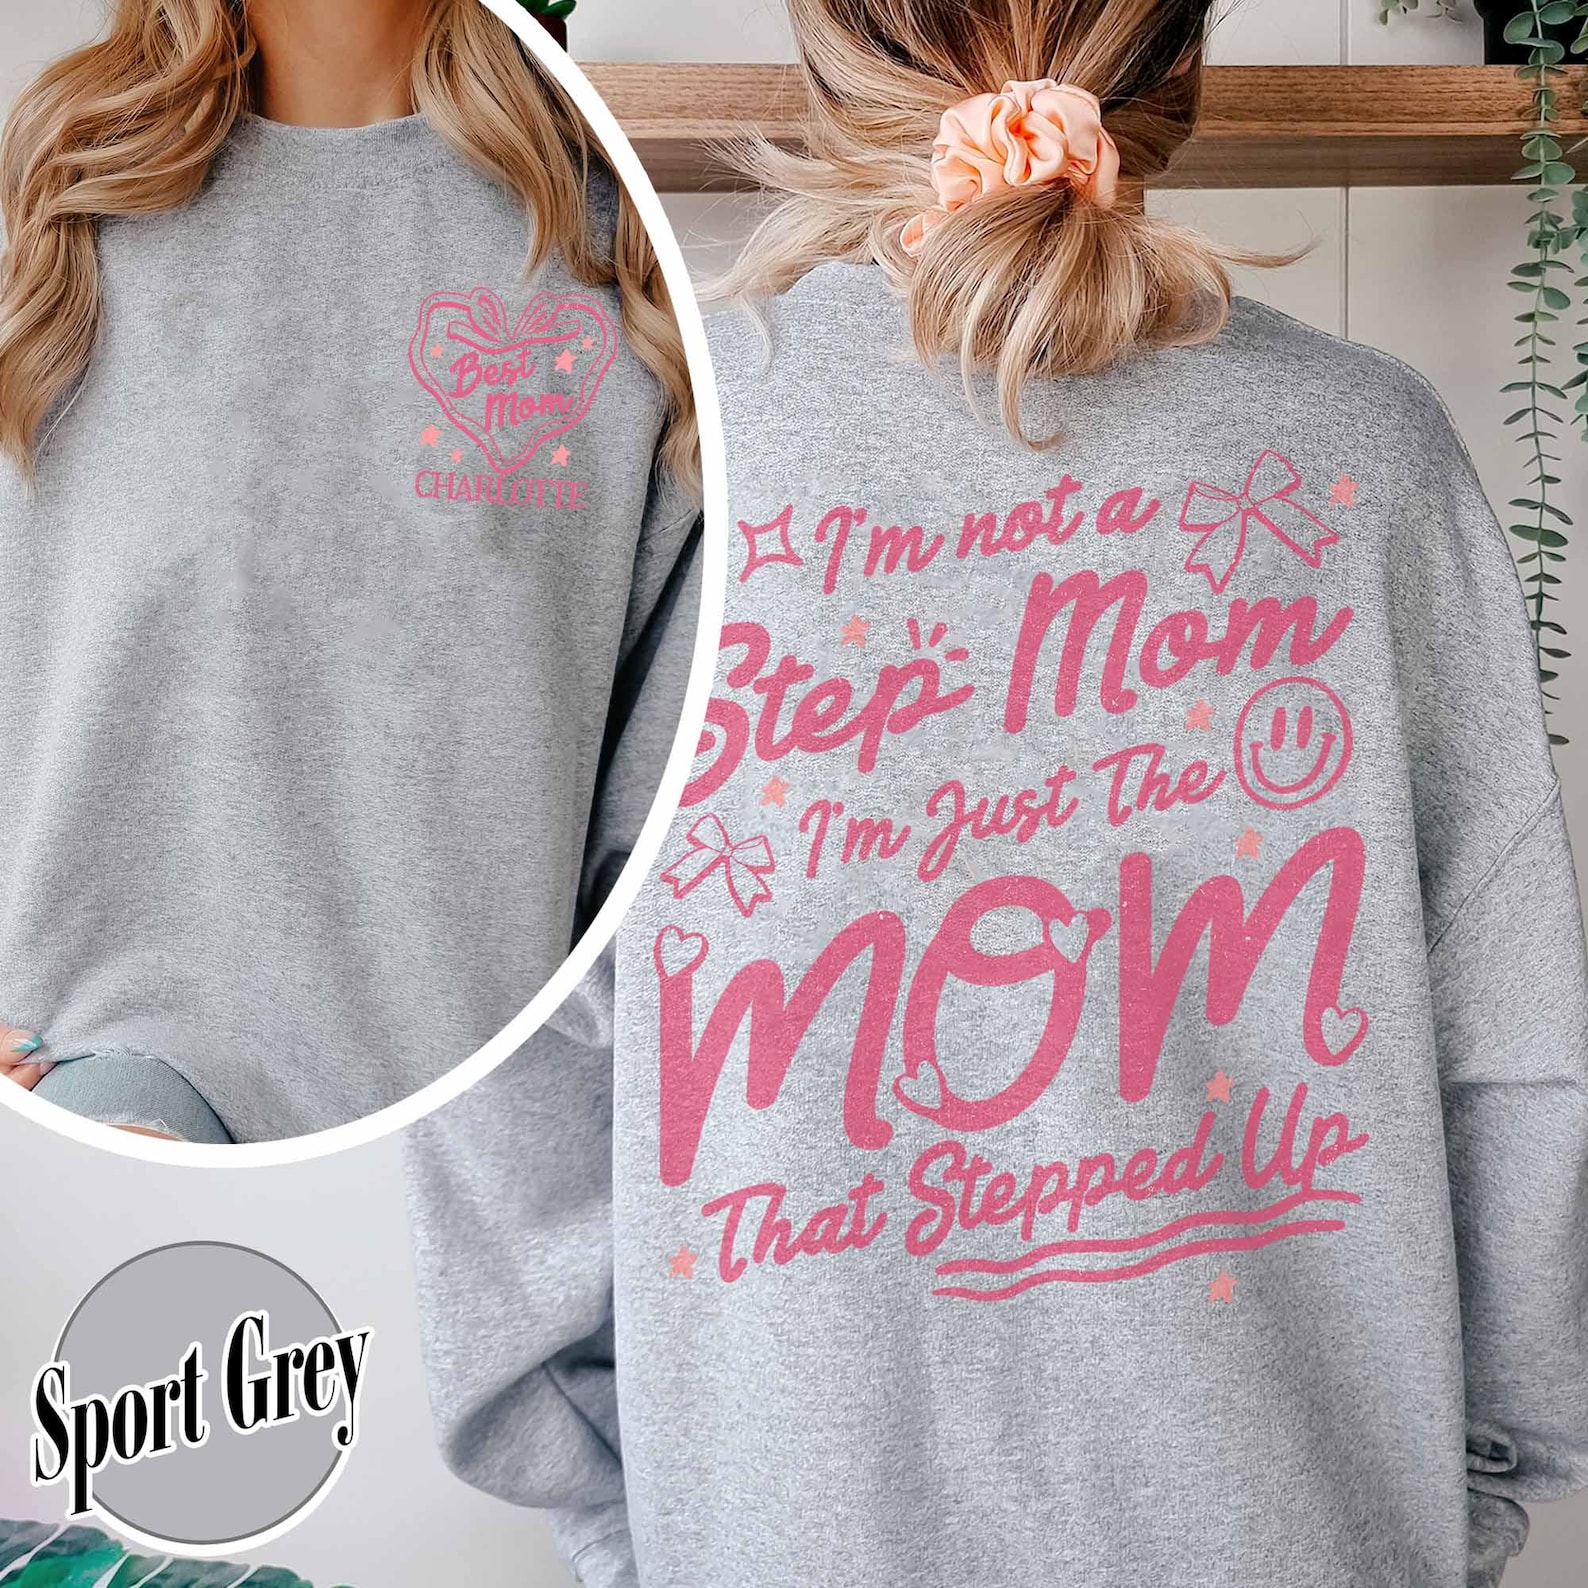 Best
Mom
CHARLOTTE
I'm not a
Step Mom
I'm Just The
MOM
That Stepped Up
Sport Grey